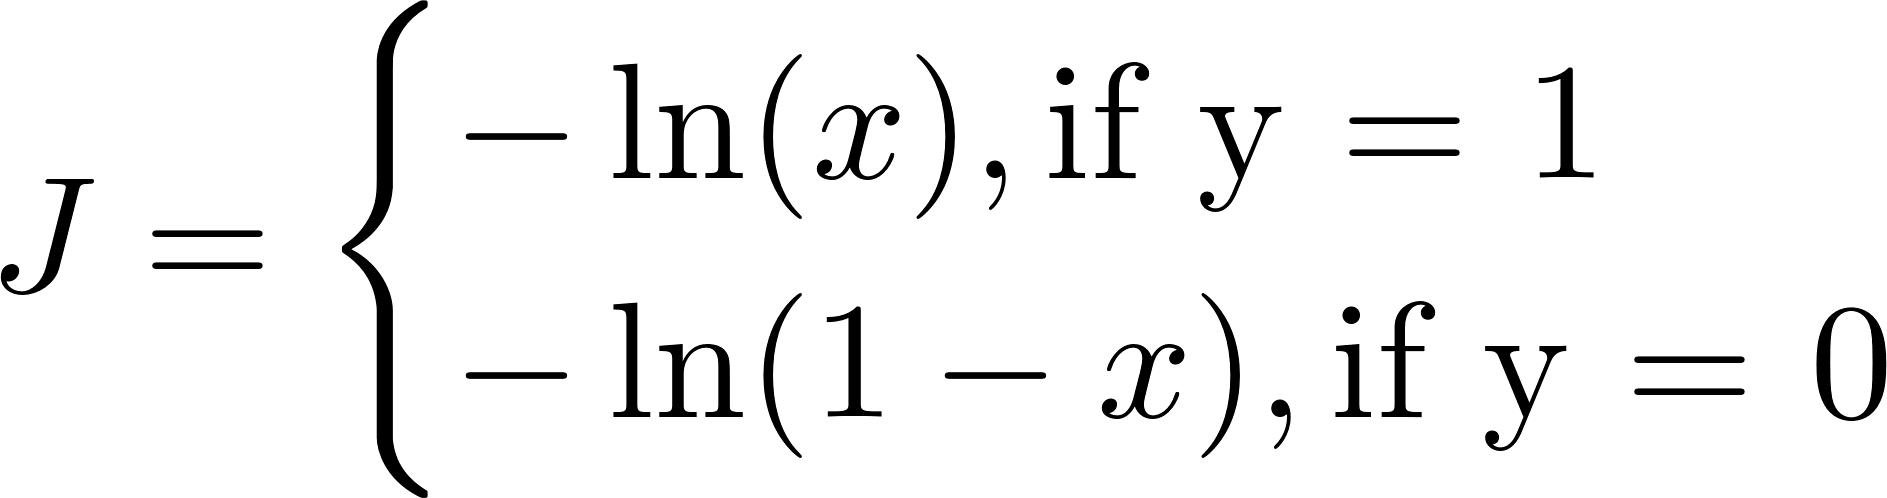 J = { − ln(x), if y = 1
− ln(1 − x), if y = 0